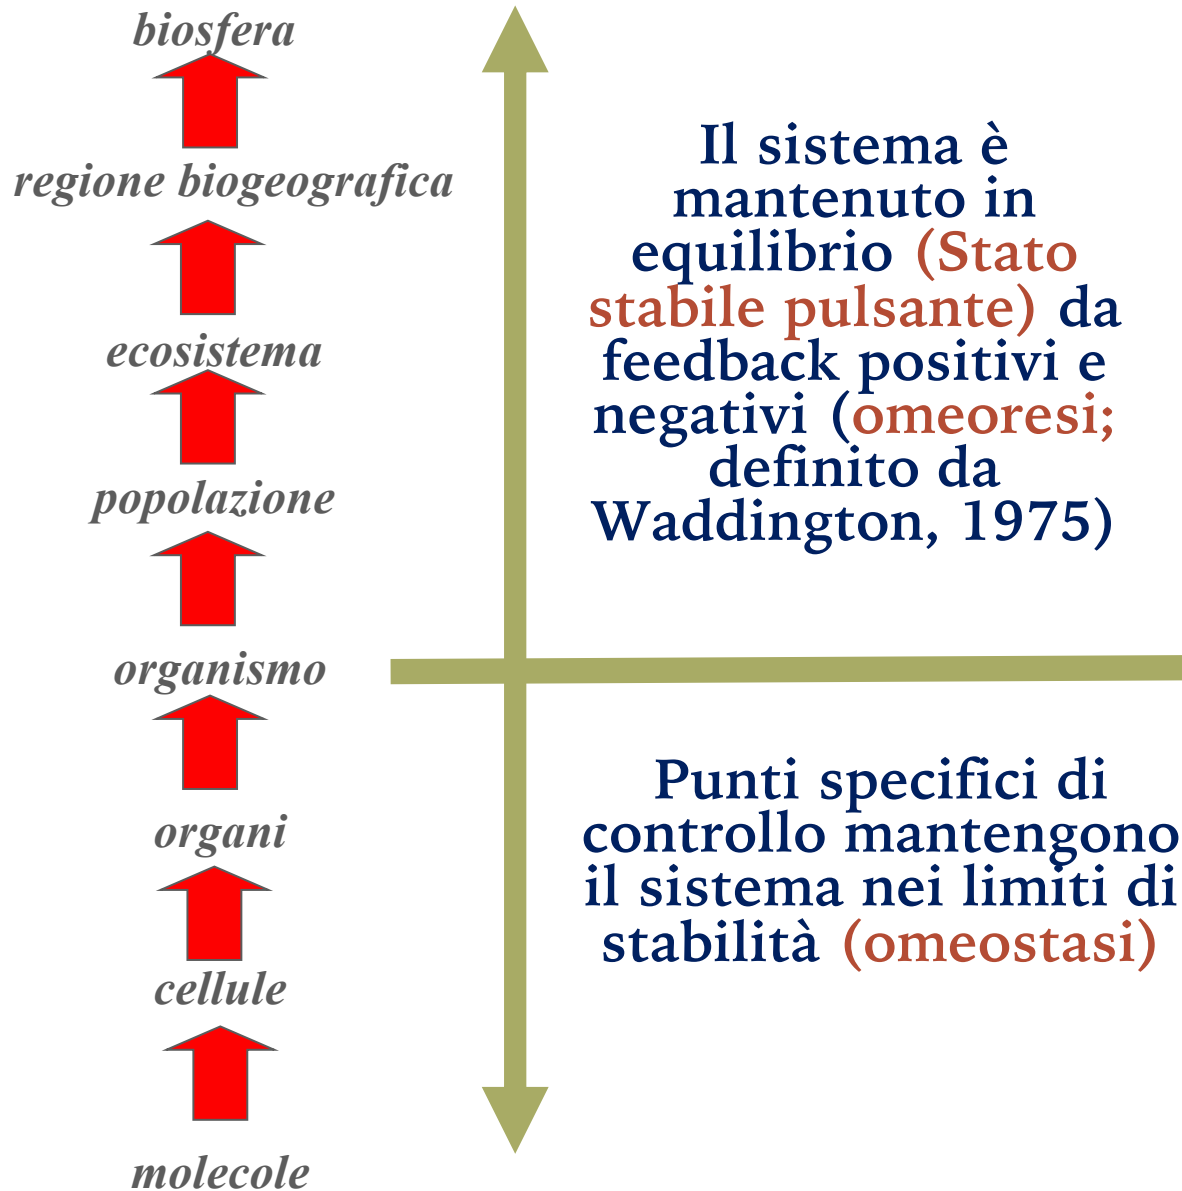 biosfera
regione biogeografica
ecosistema
popolazione
organismo
organi
cellule
molecole
Il sistema è
mantenuto in
equilibrio (Stato
stabile pulsante) da
feedback positivi e
negativi (omeoresi;
definito da
Waddington, 1975)
Punti specifici di
controllo mantengono
il sistema nei limiti di
stabilità (omeostasi)